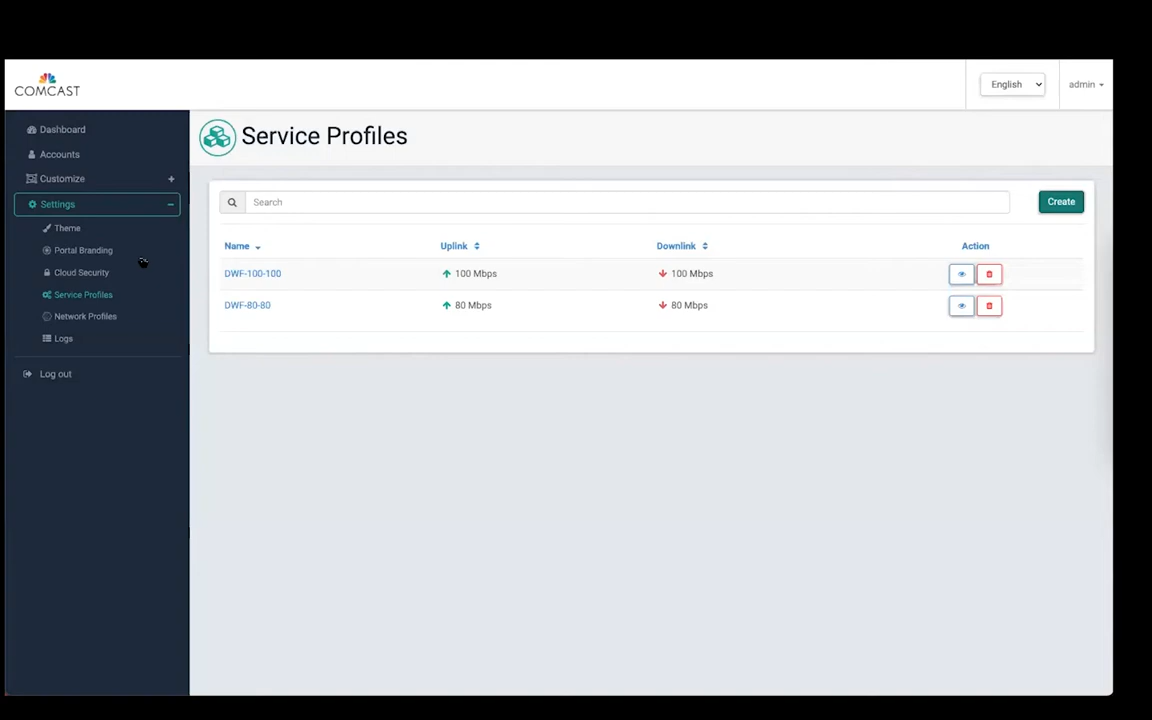 COMCAST
English
admin
Dashboard
Accounts
Customize
Settings
Theme
Portal Branding
Cloud Security
Service Profiles
Network Profiles
Logs
Log out
Service Profiles
Search
Create
Name Uplink Downlink Action
DWF-100-100 100 Mbps 100 Mbps
DWF-80-80 80 Mbps 80 Mbps